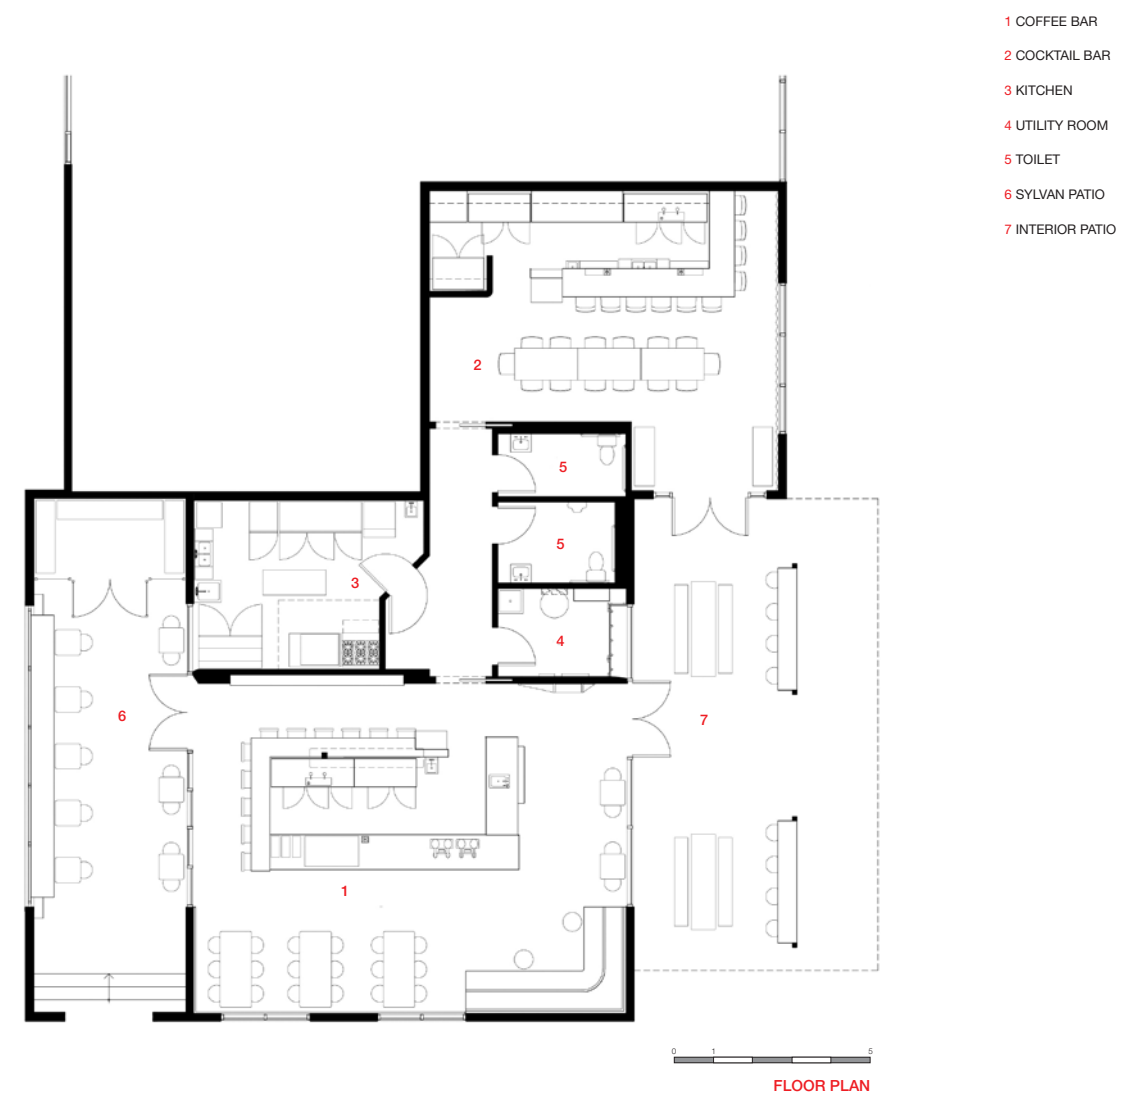 1 COFFEE BAR
2 COCKTAIL BAR
3 KITCHEN
4 UTILITY ROOM
5 TOILET
6 SYLVAN PATIO
7 INTERIOR PATIO
2
5
5
3
4
6
7
1
0 1 5
FLOOR PLAN